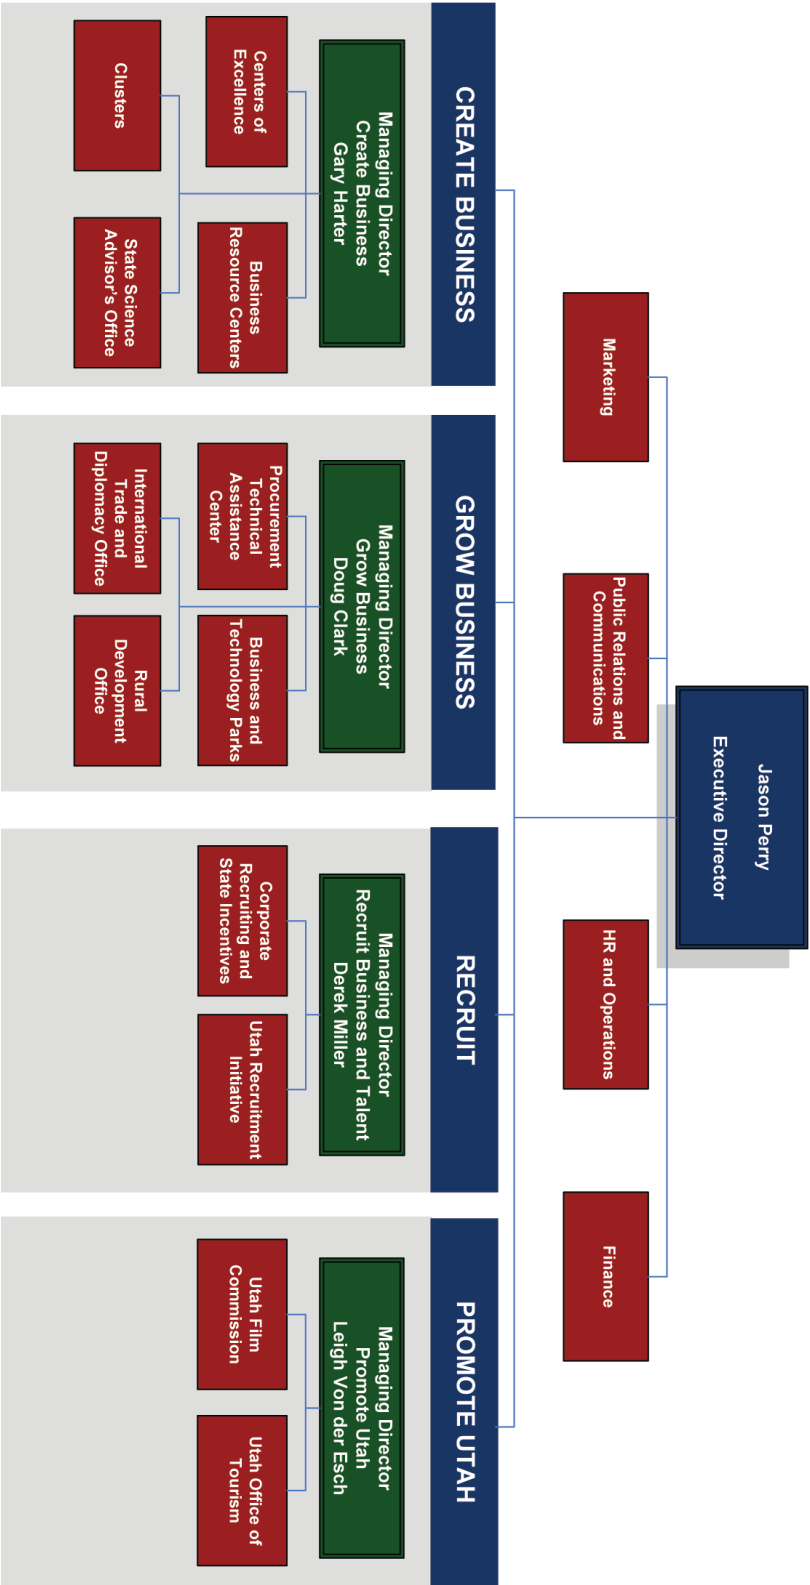 Jason Perry
Executive Director
Marketing
Public Relations and
Communications
HR and Operations
Finance
CREATE BUSINESS
Managing Director
Create Business
Gary Harter
Centers of
Excellence
Business
Resource Centers
Clusters
State Science
Advisor's Office
GROW BUSINESS
Managing Director
Grow Business
Doug Clark
Procurement
Technical
Assistance
Center
Business and
Technology Parks
International
Trade and
Diplomacy Office
Rural
Development
Office
RECRUIT
Managing Director
Recruit Business and Talent
Derek Miller
Corporate
Recruiting and
State Incentives
Utah Recruitment
Initiative
PROMOTE UTAH
Managing Director
Promote Utah
Leigh Von der Esch
Utah Film
Commission
Utah Office of
Tourism